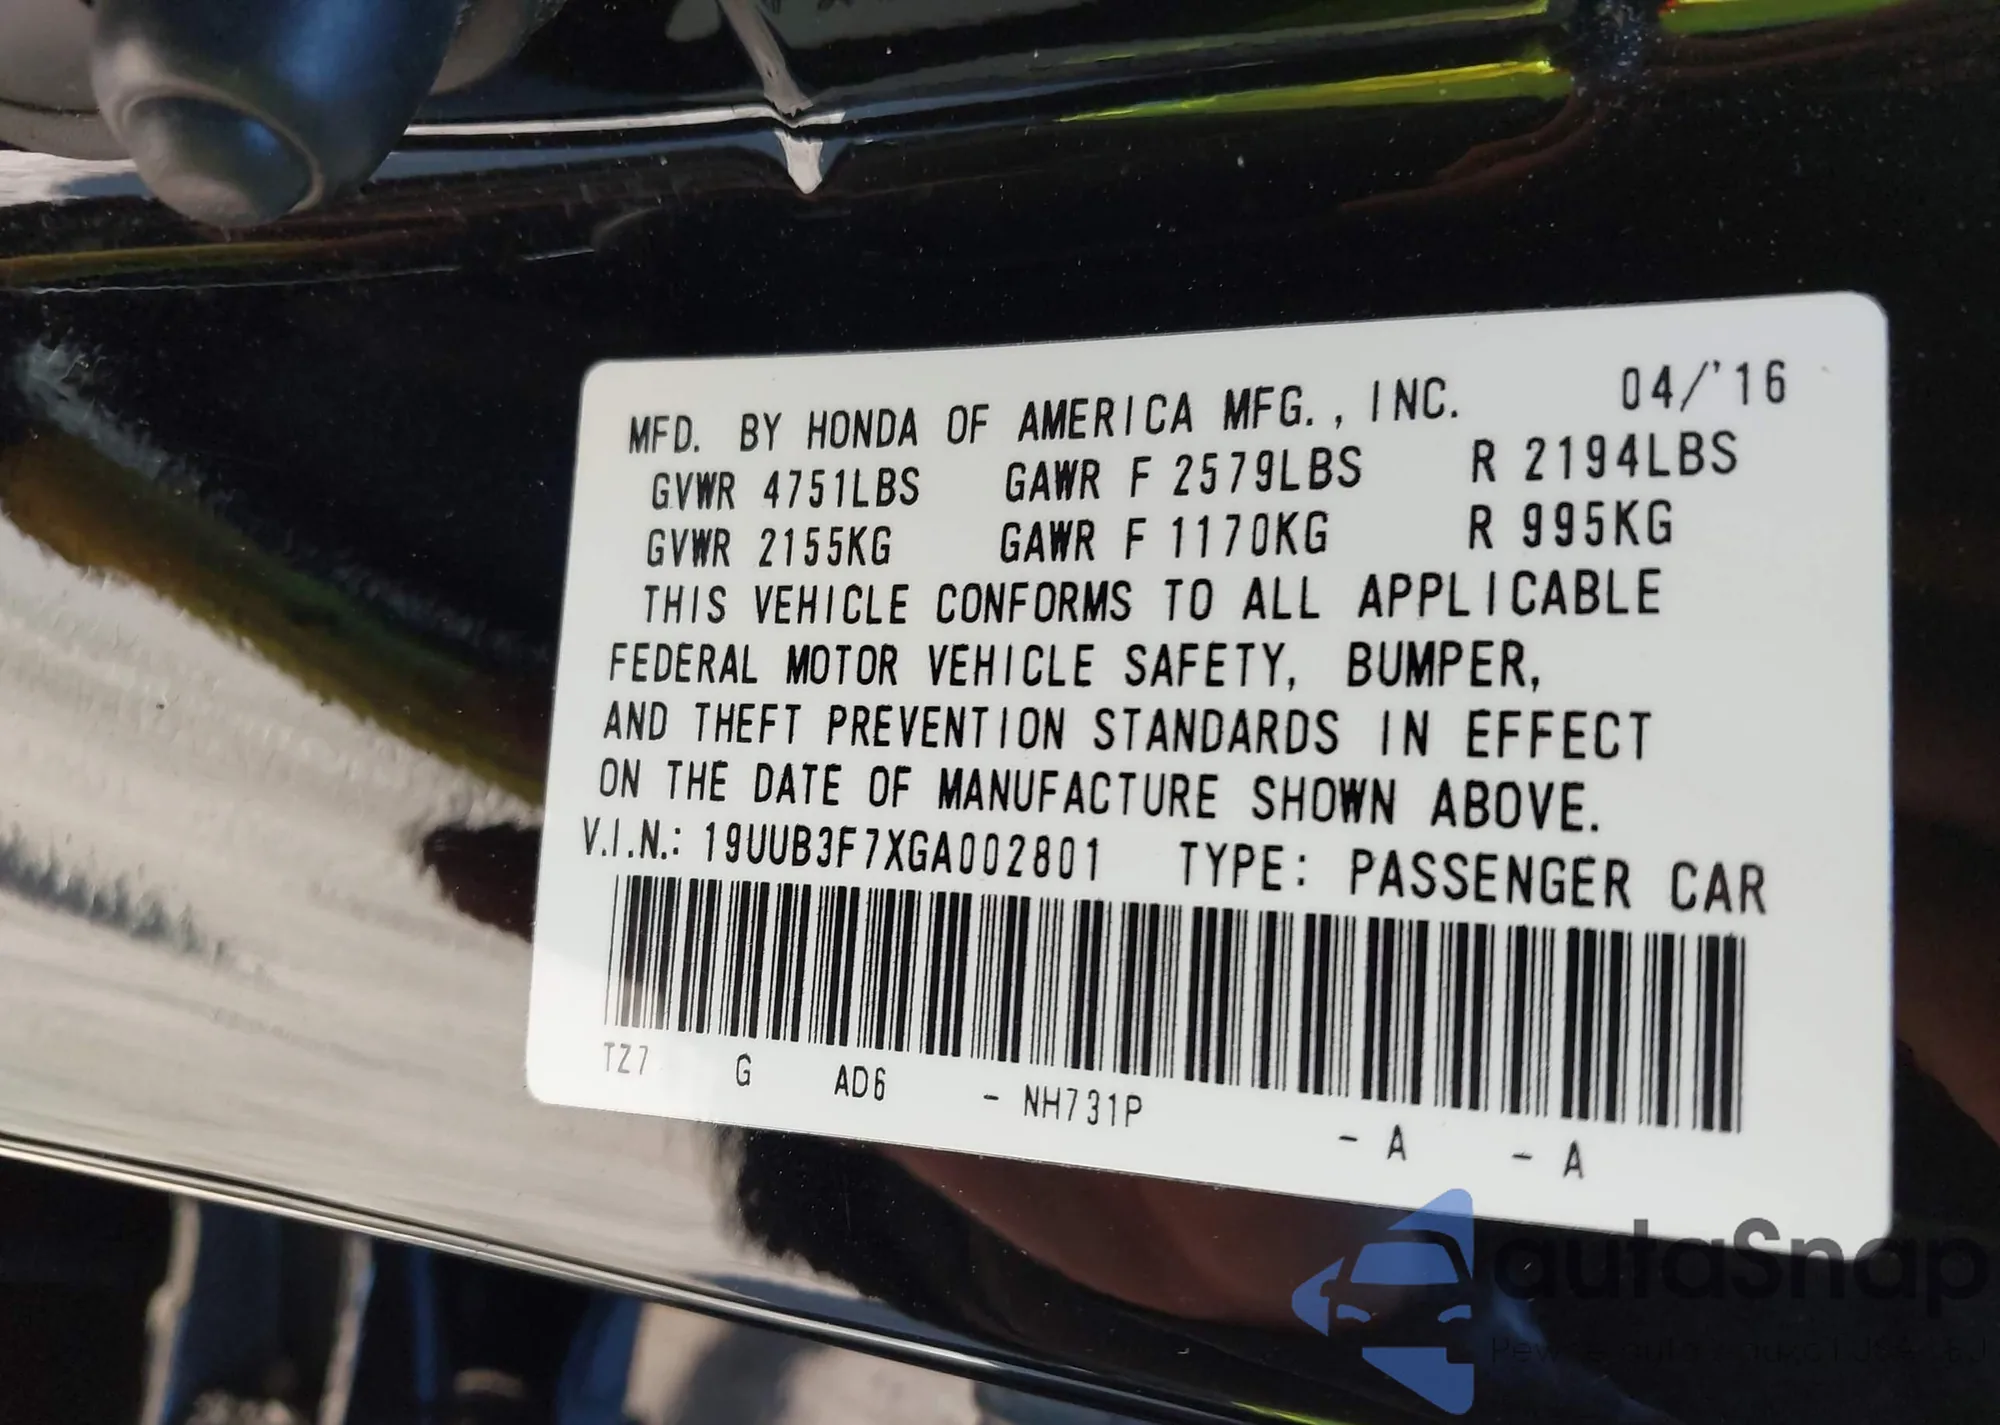 MFD. BY HONDA OF AMERICA MFG., INC. 04/'16
GVWR 4751LBS GAWR F 2579LBS R 2194LBS
GVWR 2155KG GAWR F 1170KG R 995KG
THIS VEHICLE CONFORMS TO ALL APPLICABLE
FEDERAL MOTOR VEHICLE SAFETY, BUMPER,
AND THEFT PREVENTION STANDARDS IN EFFECT
ON THE DATE OF MANUFACTURE SHOWN ABOVE.
V.I.N.: 19UUB3F7XGA002801 TYPE: PASSENGER CAR
TZ7 G AD6 - NH731P - A - A
autaSnap